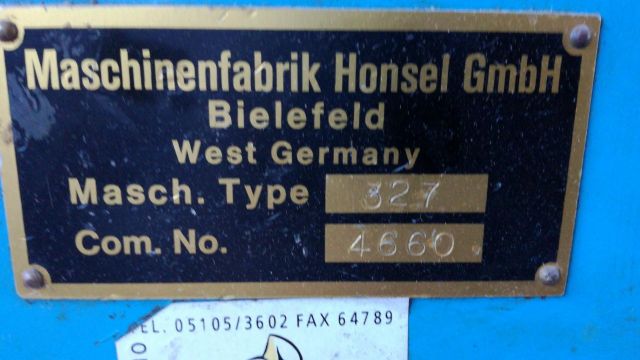 Maschinenfabrik Honsel GmbH
Bielefeld
West Germany
Masch. Type 327
Com. No. 4660
EL. 05105/3602 FAX 64789